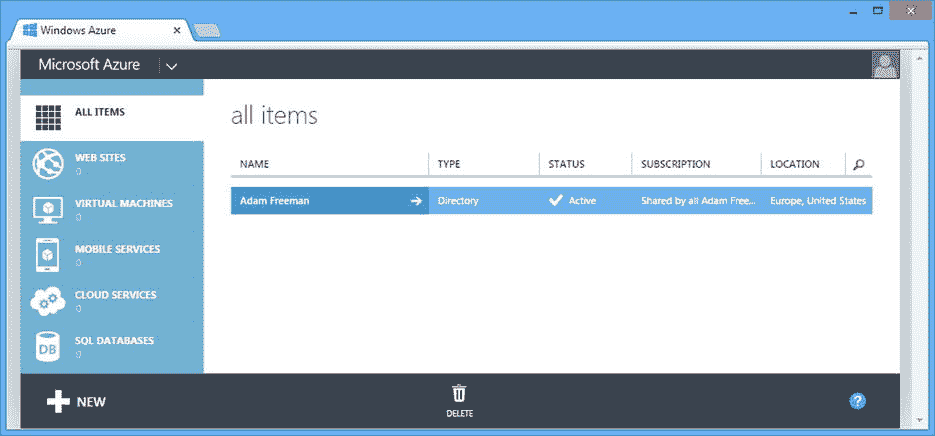 Windows Azure
Microsoft Azure
ALL ITEMS
WEB SITES
0
VIRTUAL MACHINES
0
MOBILE SERVICES
0
CLOUD SERVICES
0
DB
SQL DATABASES
0
all items
NAME TYPE STATUS SUBSCRIPTION LOCATION
Adam Freeman Directory Active Shared by all Adam Free... Europe, United States
NEW
DELETE
?